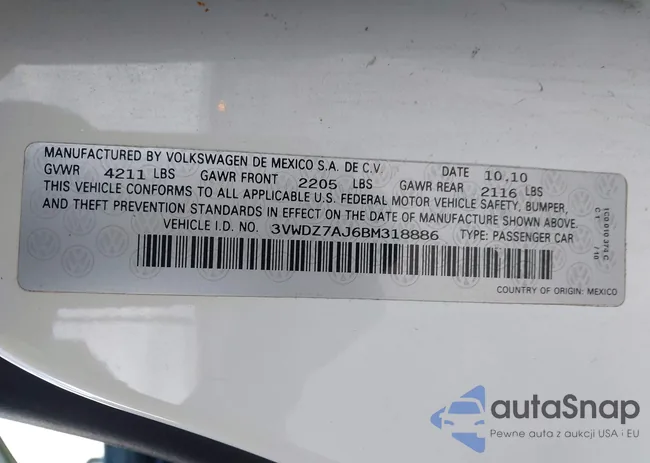 MANUFACTURED BY VOLKSWAGEN DE MEXICO S.A. DE C.V. DATE 10,10
GVWR 4211 LBS GAWR FRONT 2205 LBS GAWR REAR 2116 LBS
THIS VEHICLE CONFORMS TO ALL APPLICABLE U.S. FEDERAL MOTOR VEHICLE SAFETY, BUMPER,
AND THEFT PREVENTION STANDARDS IN EFFECT ON THE DATE OF MANUFACTURE SHOWN ABOVE.
VEHICLE I.D. NO. 3VWDZ7AJ6BM318886 TYPE: PASSENGER CAR
COUNTRY OF ORIGIN: MEXICO
1C0 010 374 C
autaSnap
Pewne auta z aukcji USA i EU